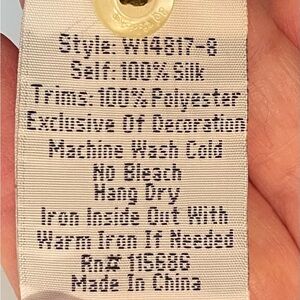 Style: W14817-8
Self: 100% Silk
Trims: 100% Polyester
Exclusive Of Decoration
Machine Wash Cold
No Bleach
Hang Dry
Iron Inside Out With
Warm Iron If Needed
Rn# 115686
Made In China